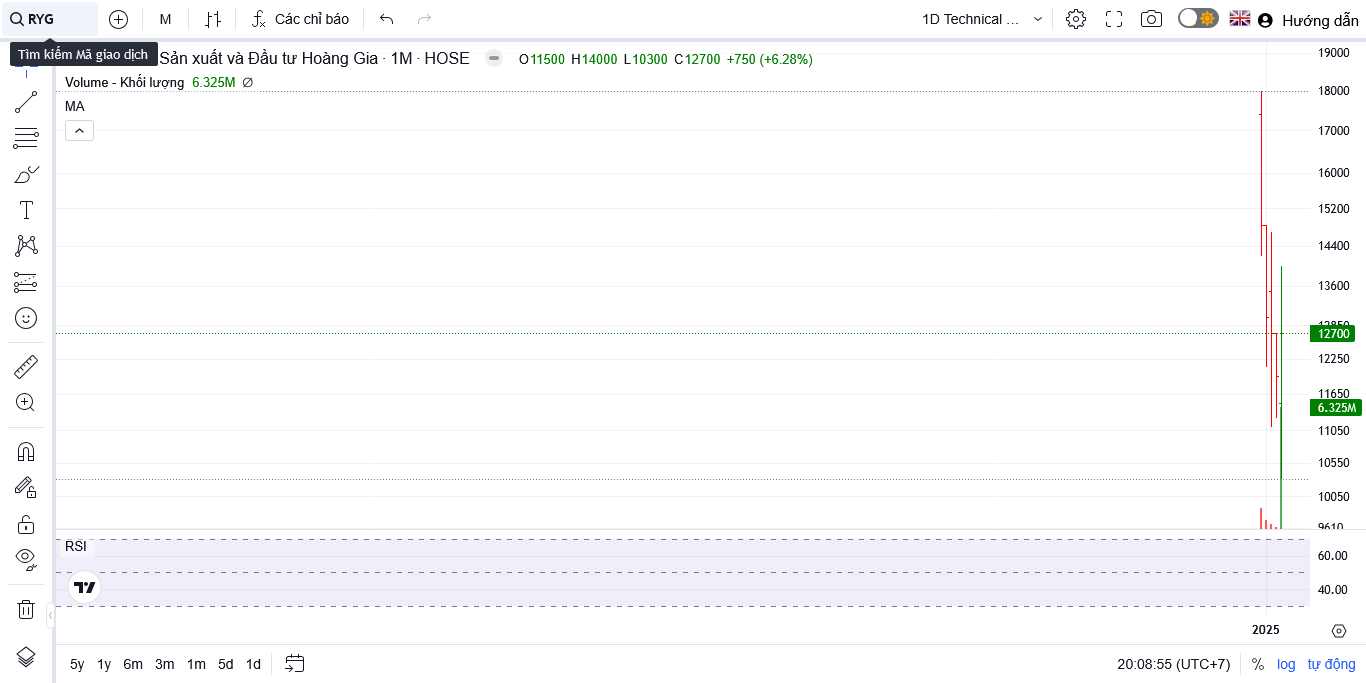 RYG
M
Các chỉ báo
1D Technical ...
Hướng dẫn
Tìm kiếm Mã giao dịch
Sản xuất và Đầu tư Hoàng Gia · 1M · HOSE
O11500 H14000 L10300 C12700 +750 (+6.28%)
Volume - Khối lượng 6.325M ∅
MA
19000
18000
17000
16000
15200
14400
13600
12850
12700
12250
11650
6.325M
11050
10550
10050
9610
RSI
60.00
40.00
2025
5y 1y 6m 3m 1m 5d 1d
20:08:55 (UTC+7)
% log tự động